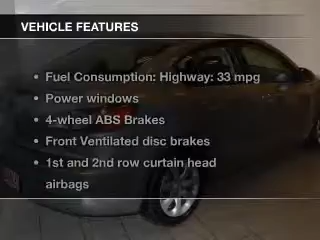 VEHICLE FEATURES
• Fuel Consumption: Highway: 33 mpg
• Power windows
• 4-wheel ABS Brakes
• Front Ventilated disc brakes
• 1st and 2nd row curtain head
airbags